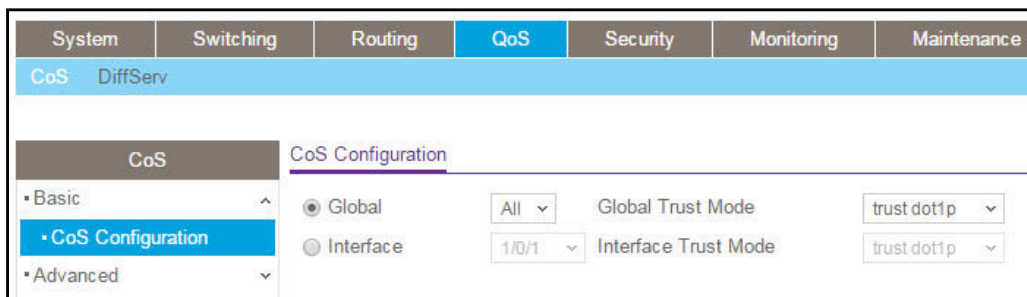 System Switching Routing QoS Security Monitoring Maintenance
CoS DiffServ
CoS
CoS Configuration
Basic
CoS Configuration
Advanced
Global All Global Trust Mode trust dot1p
Interface 1/0/1 Interface Trust Mode trust dot1p